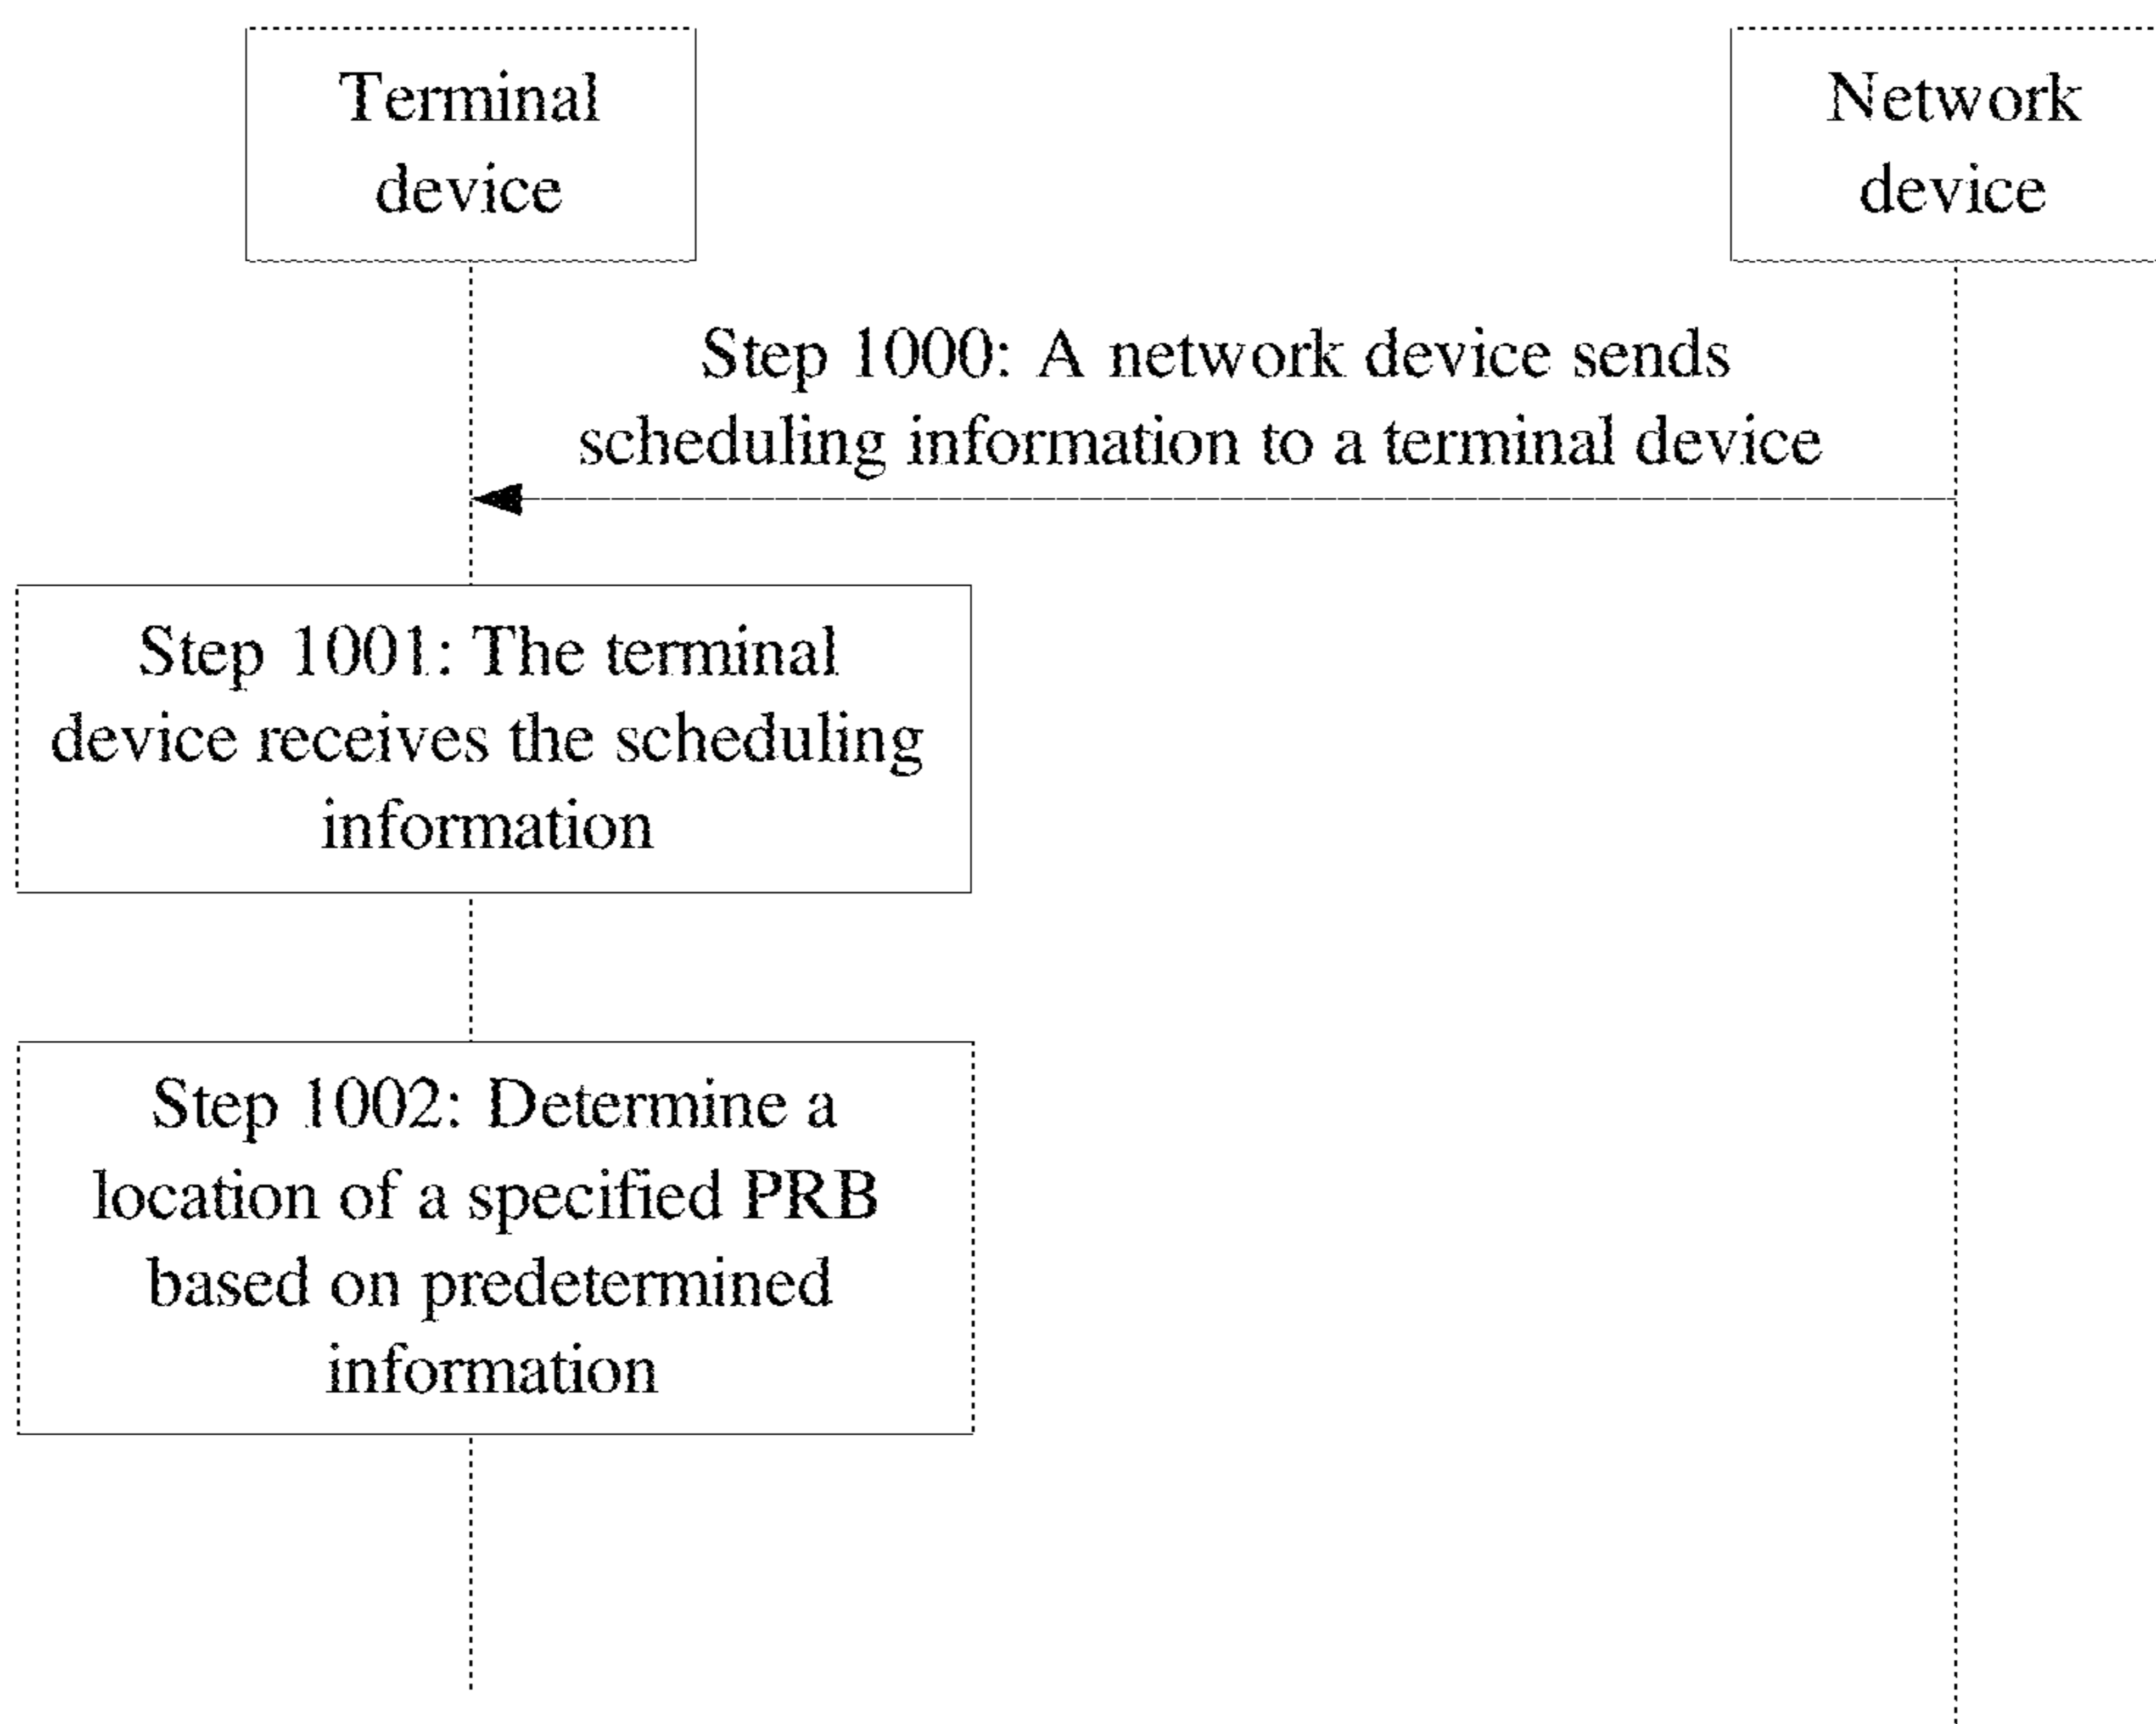 Terminal
device
Network
device
Step 1000: A network device sends
scheduling information to a terminal device
Step 1001: The terminal
device receives the scheduling
information
Step 1002: Determine a
location of a specified PRB
based on predetermined
information